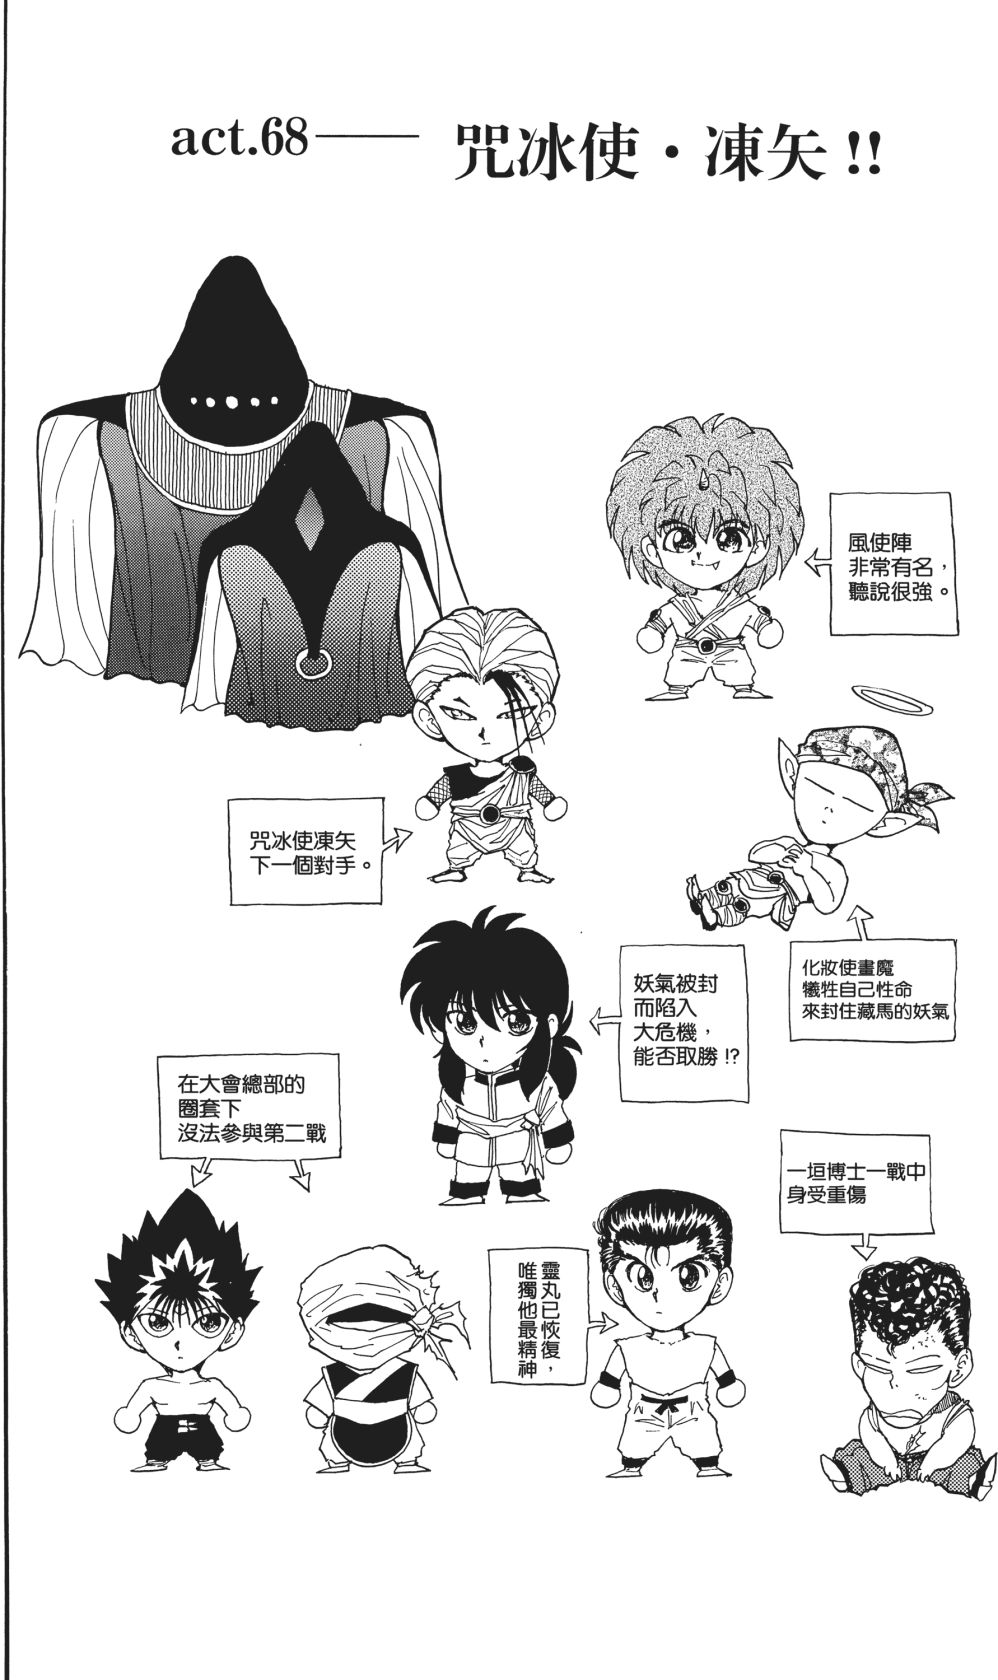 act.68——咒冰使・凍矢!!
風使陣
非常有名，
聽說很強。
咒冰使凍矢
下一個對手。
化妝使畫魔
犧牲自己性命
來封住藏馬的妖氣
妖氣被封
而陷入
大危機，
能否取勝!?
在大會總部的
圈套下
沒法參與第二戰
一垣博士一戰中
身受重傷
靈丸已恢復，
唯獨他最精神